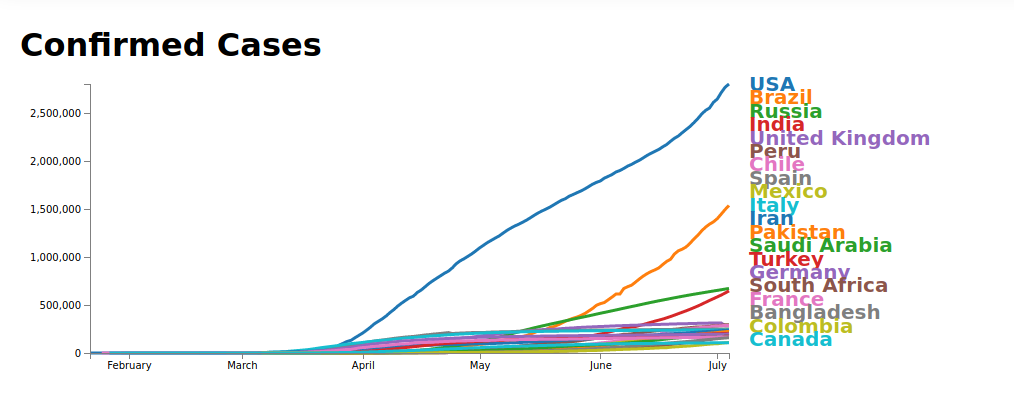 Confirmed Cases
2,500,000
2,000,000
1,500,000
1,000,000
500,000
0
February March April May June July
USA
Brazil
Russia
India
United Kingdom
Peru
Chile
Spain
Mexico
Italy
Iran
Pakistan
Saudi Arabia
Turkey
Germany
South Africa
France
Bangladesh
Colombia
Canada